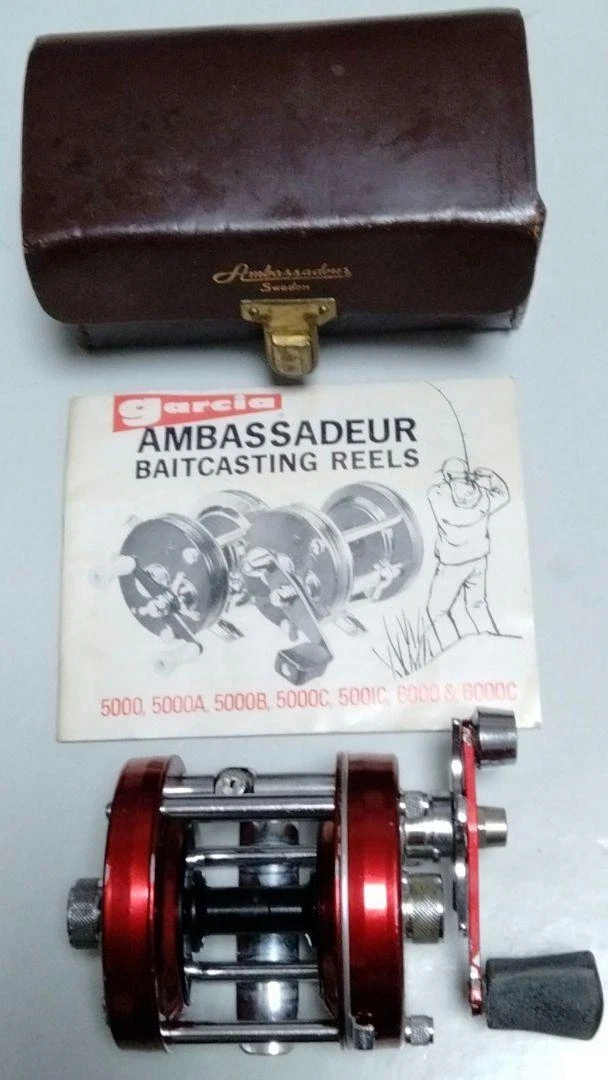 Ambassadeur
Sweden
garcia
AMBASSADEUR
BAITCASTING REELS
5000, 5000A, 5000B, 5000C, 5001C, 6000 & 6000C